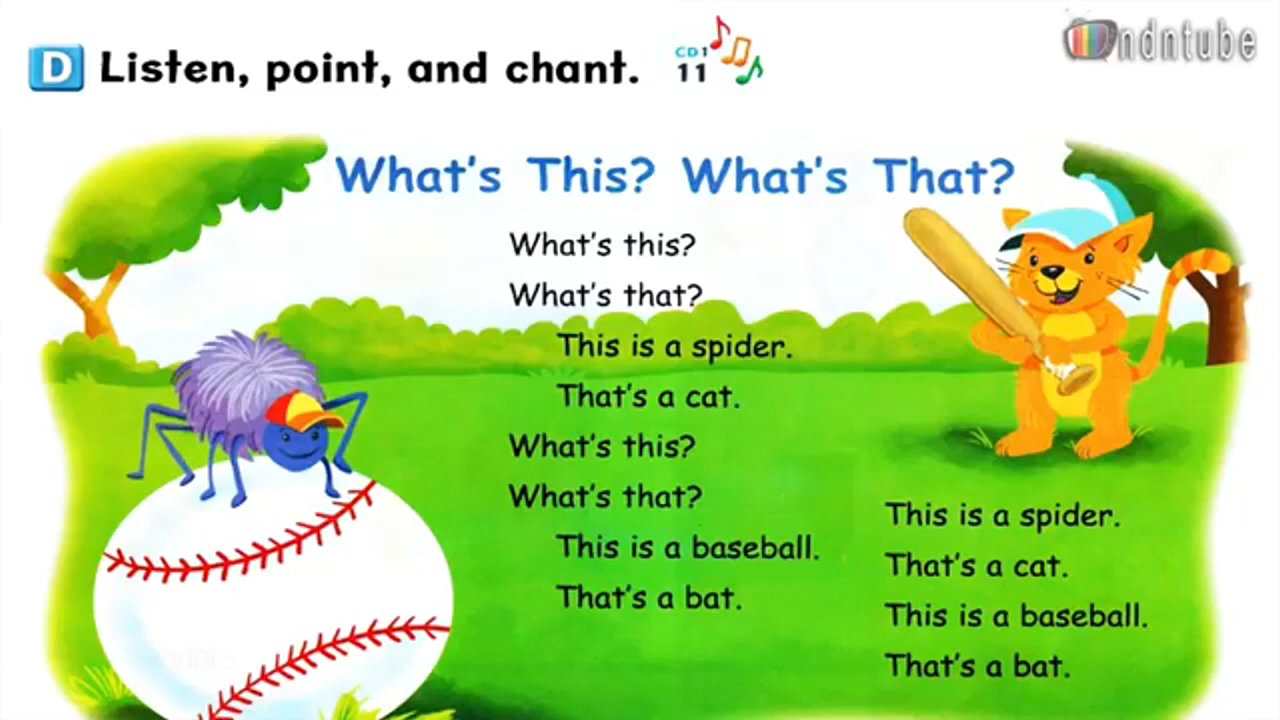 D Listen, point, and chant.
CD1
11
ndntube
What's This? What's That?
What's this?
What's that?
This is a spider.
That's a cat.
What's this?
What's that?
This is a baseball.
That's a bat.
This is a spider.
That's a cat.
This is a baseball.
That's a bat.